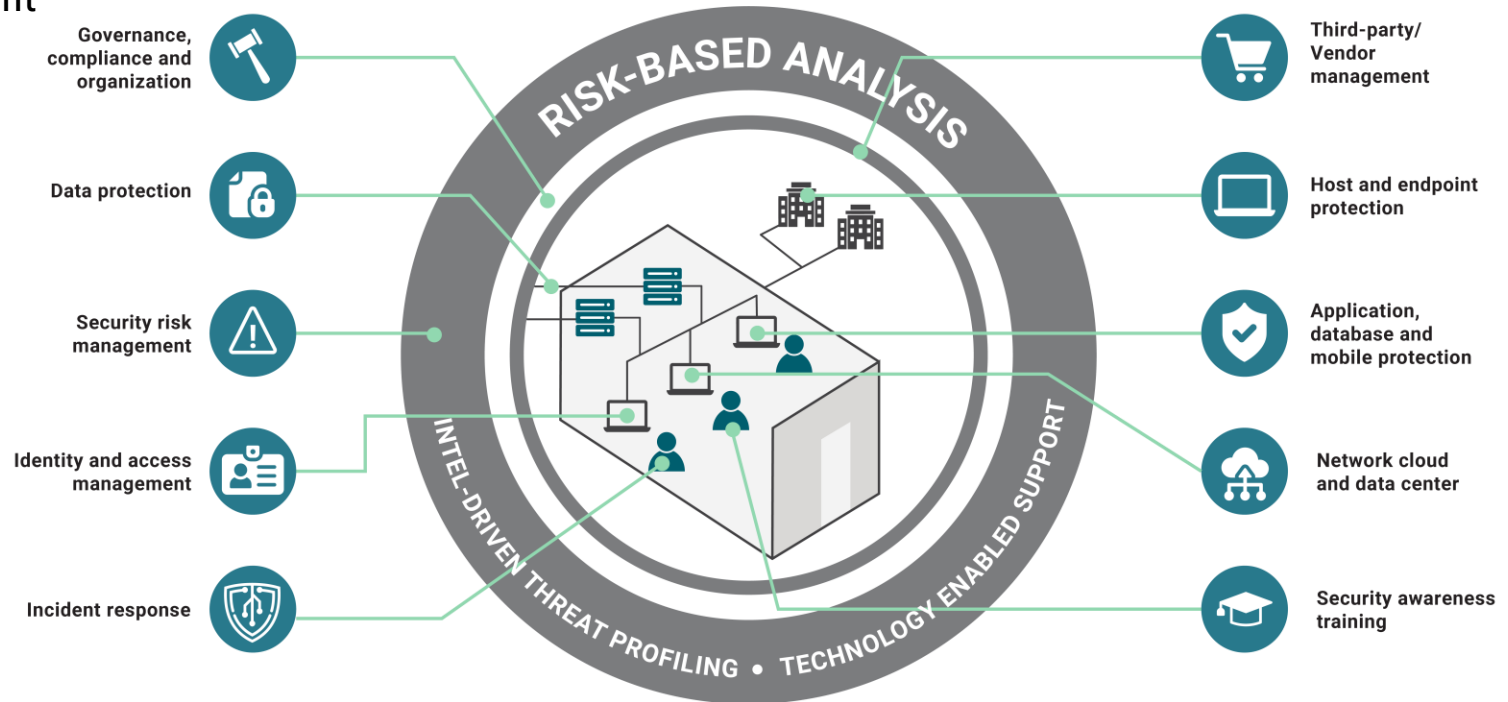 Governance,
compliance and
organization
Data protection
Security risk
management
Identity and access
management
Incident response
RISK-BASED ANALYSIS
INTEL-DRIVEN THREAT PROFILING • TECHNOLOGY ENABLED SUPPORT
Third-party/
Vendor
management
Host and endpoint
protection
Application,
database and
mobile protection
Network cloud
and data center
Security awareness
training